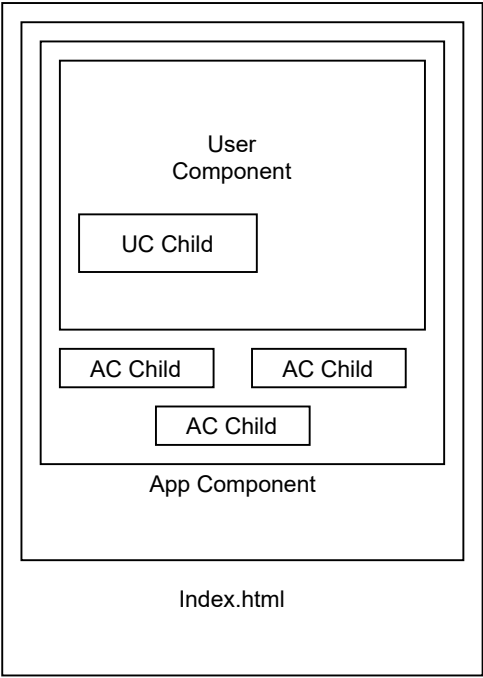 User
Component
UC Child
AC Child
AC Child
AC Child
App Component
Index.html